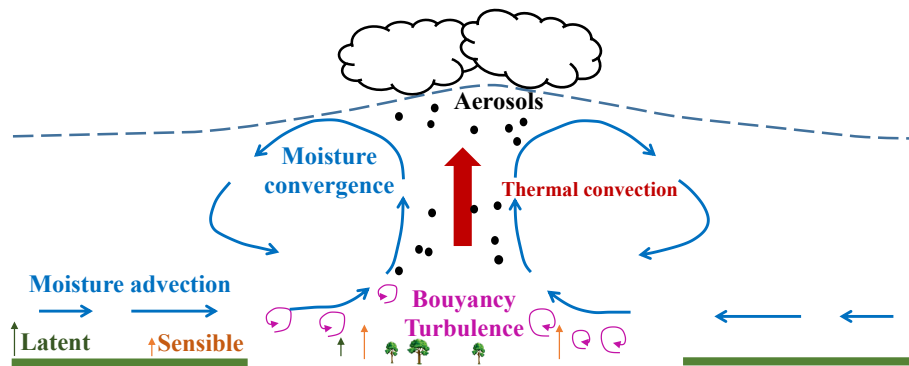 Aerosols
Moisture
convergence
Thermal convection
Moisture advection
Bouyancy
Turbulence
Latent
Sensible